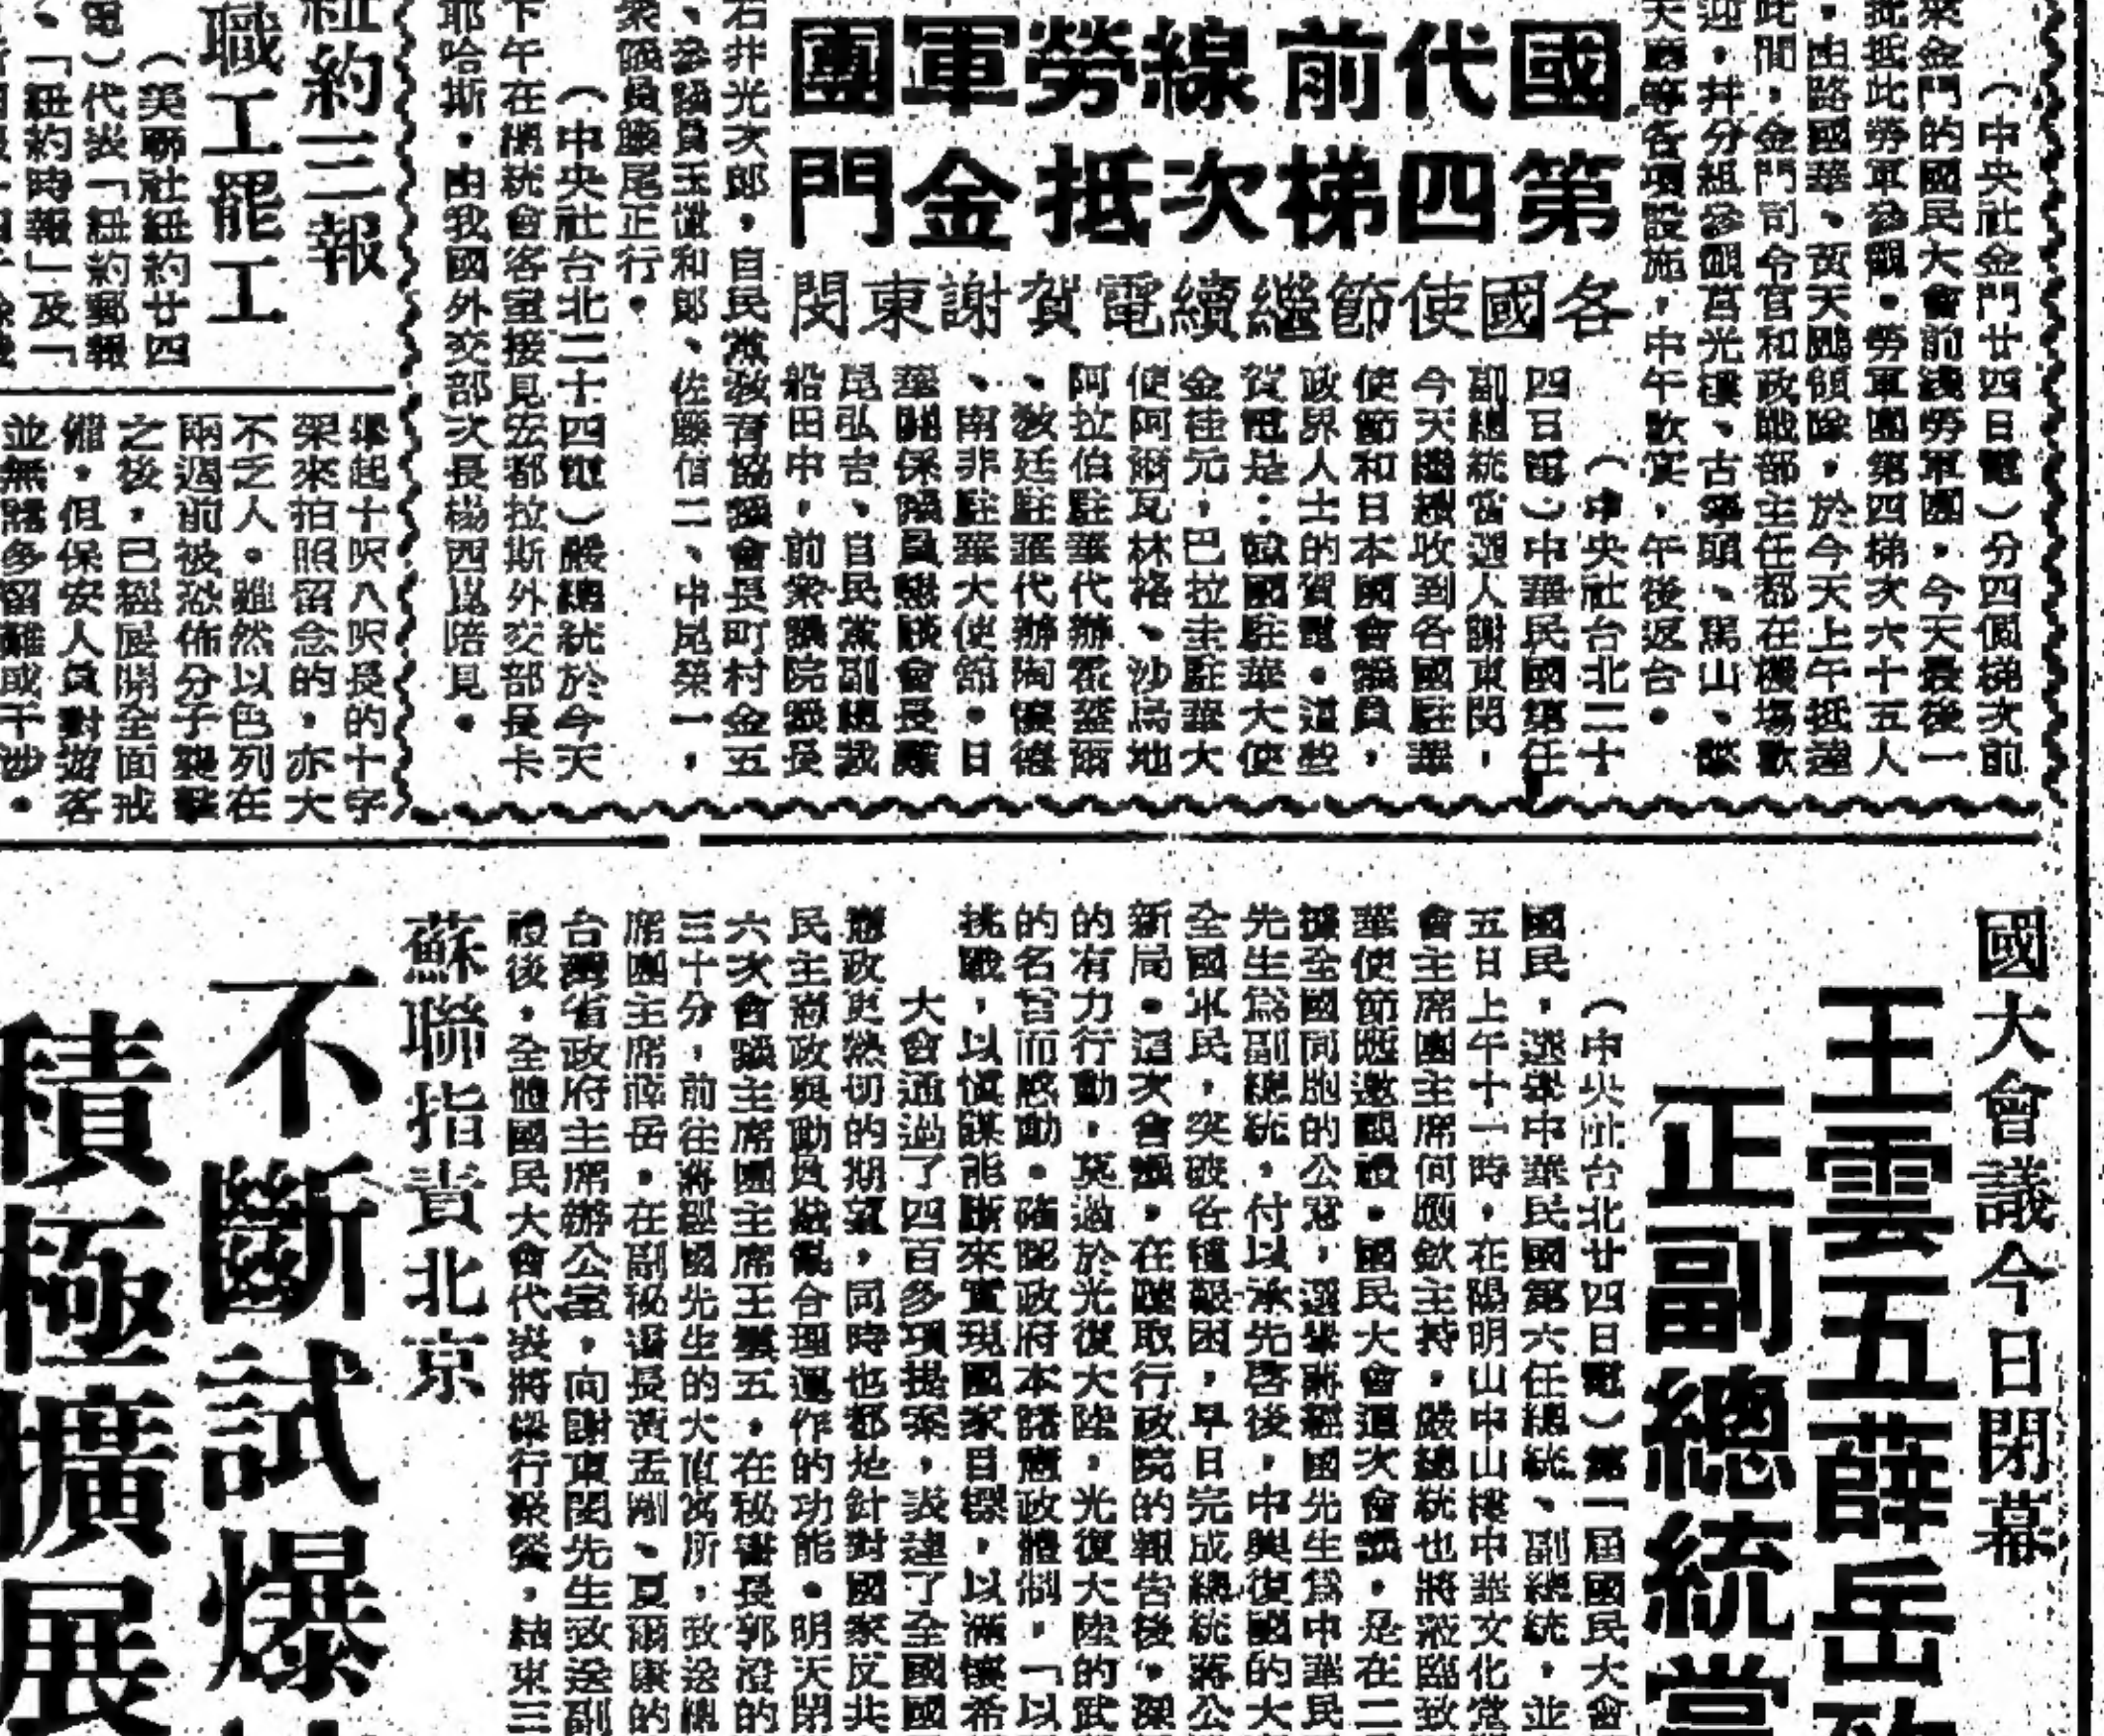 國代前線勞軍團
第四梯次抵金門
各國使節繼續電賀謝東閔
（中央社金門廿四日電）分四個梯次前
來金門的國民大會前線勞軍團，今天最後一
批抵此勞軍參觀。勞軍團第四梯次六十五人
，由路國華、黃天鵬領隊，於今天上午抵達
此間，金門司令官和政戰部主任都在機場歡
迎，并分組參觀莒光樓、古寧頭、馬山、擎
天廳等各項設施，中午歡宴，午後返台。
（中央社台北二十
四日電）中華民國第六任
副總統當選人謝東閔，
今天繼續收到各國駐華
使節和日本國會議員，
政界人士的賀電。這些
賀電是：韓國駐華大使
金桂元，巴拉圭駐華大
使阿爾瓦林格、沙烏地
阿拉伯駐華代辦霍茲爾
、教廷駐華代辦陶懷德
、南非駐華大使館。日
華關係議員懇談會長
昆弘吉、自民黨副總裁
船田中，前衆議院議長
石井光次郎，自民黨教育協議會長町村金五
、參議員玉置和郎、佐藤信二、中尾榮一，
衆議員藤尾正行。
（中央社台北二十四電）嚴總統於今天
下午在總統會客室接見宏都拉斯外交部長卡
耶哈斯。由我國外交部次長楊西崑陪見。
紐約三報
職工罷工
（美聯社紐約廿四
電）代表「紐約郵報
、「紐約時報」及「
舉起十呎八呎長的十字
架來拍照留念的，亦大
不乏人。雖然以色列在
兩週前被恐佈分子襲擊
之後，已經展開全面戒
備，但保安人員對遊客
並無諸多留難或干涉。
國大會議今日閉幕
王雲五薛岳致
正副總統當
（中央社台北廿四日電）第一屆國民大會
國民，選舉中華民國第六任總統、副總統，並
五日上午十一時，在陽明山中山樓中華文化堂
會主席團主席何應欽主持，嚴總統也將蒞臨致
華使節應邀觀禮。國民大會這次會議，是在二
據全國同胞的公意，選舉蔣經國先生爲中華民
先生爲副總統，付以承先啓後，中興復國的大
全國軍民，突破各種艱困，早日完成總統蔣公
新局。這次會議，在聽取行政院的報告後，深
的有力行動，莫過於光復大陸，光復大陸的武
的名言而感動。確認政府本諸憲政體制，「以
挑戰，以慎謀能斷來實現國家目標，以滿懷希
大會通過了四百多項提案，表達了全國國
憲政更熱切的期望，同時也都是針對國家反共
民主憲政與動員戡亂合理運作的功能。明天閉
六次會議主席團主席王雲五，在秘書長郭澄的
三十分，前往蔣經國先生的大直寓所，致送總
席團主席薛岳，在副秘書長黃孟剛、夏爾康的
台灣省政府主席辦公室，向謝東閔先生致送副
禮後，全體國民大會代表將舉行聚餐，結束三
蘇聯指責北京
不斷試爆
積極擴展